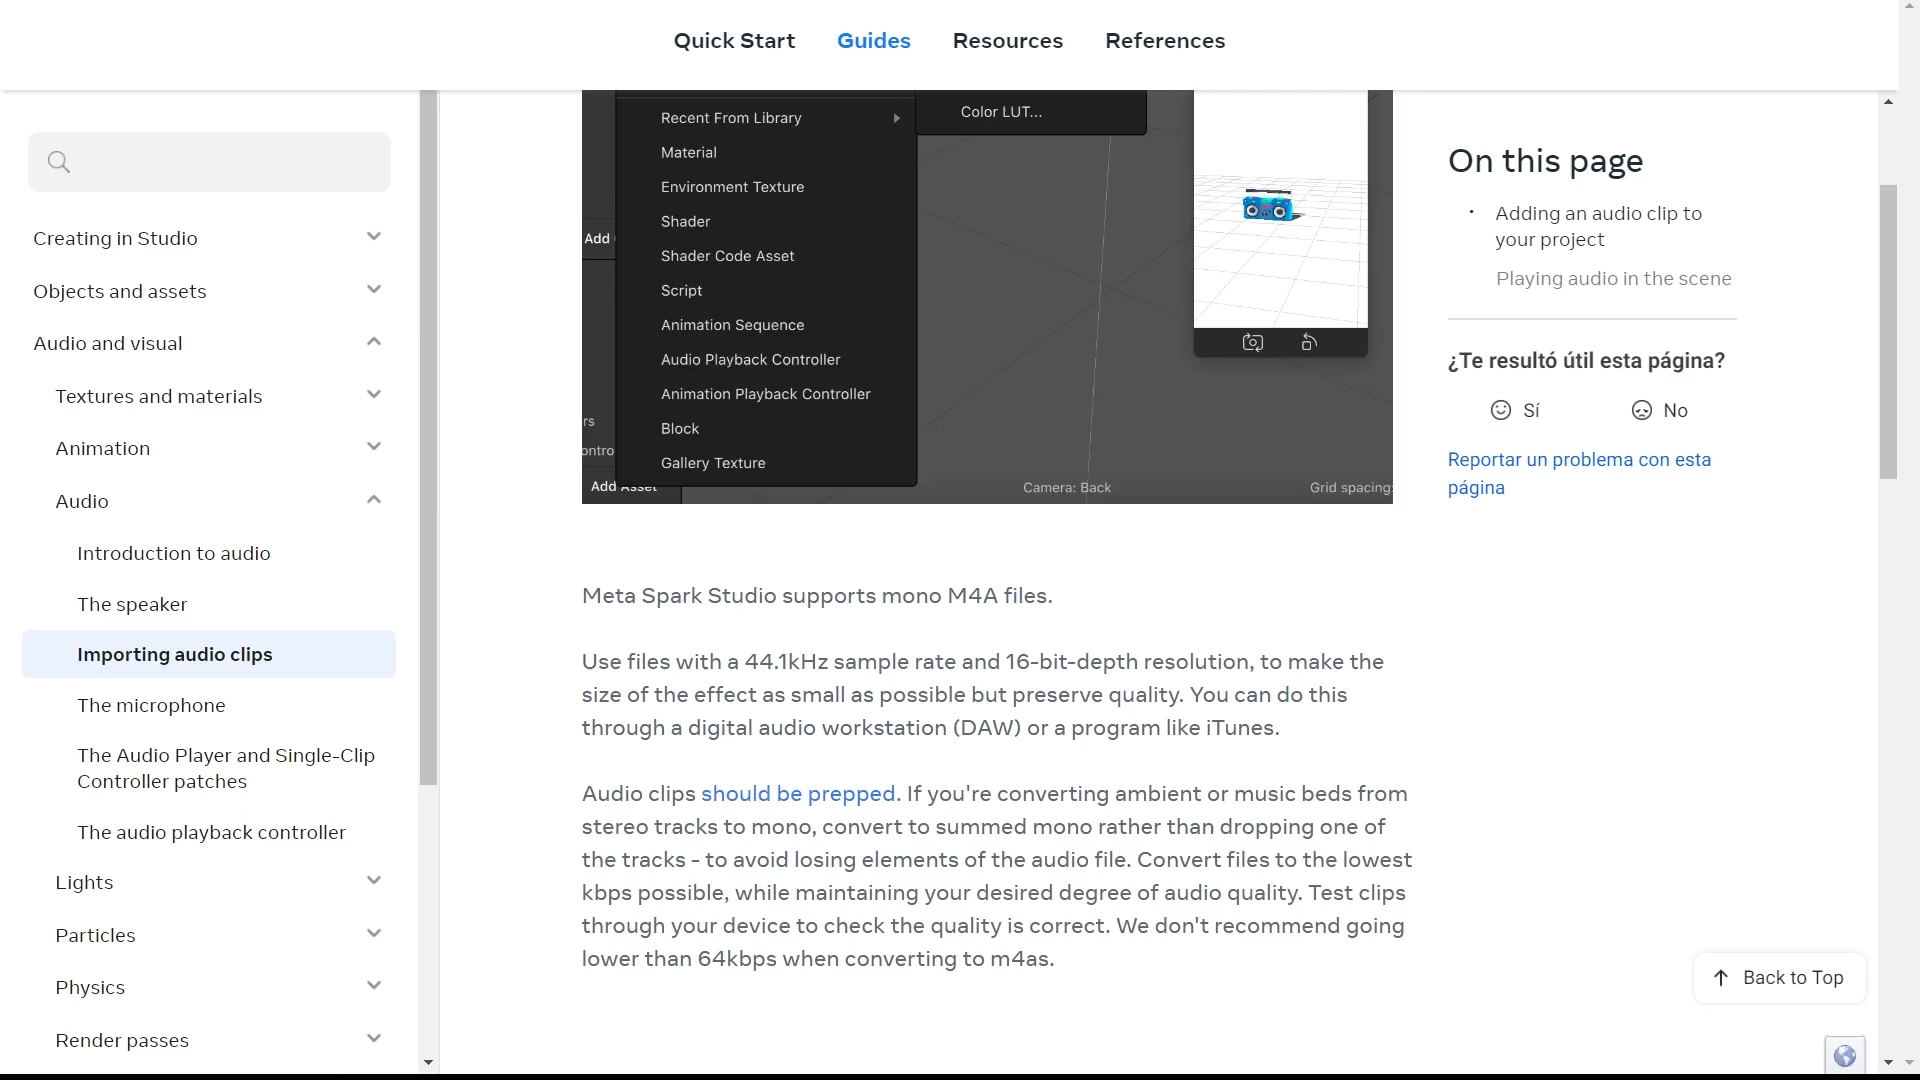 Quick Start Guides Resources References
Creating in Studio
Objects and assets
Audio and visual
Textures and materials
Animation
Audio
Introduction to audio
The speaker
Importing audio clips
The microphone
The Audio Player and Single-Clip
Controller patches
The audio playback controller
Lights
Particles
Physics
Render passes
Recent From Library
Material
Environment Texture
Shader
Shader Code Asset
Script
Animation Sequence
Audio Playback Controller
Animation Playback Controller
Block
Gallery Texture
Color LUT...
Add
rs
ontro
Add Asset
Camera: Back
Grid spacing:
Meta Spark Studio supports mono M4A files.
Use files with a 44.1kHz sample rate and 16-bit-depth resolution, to make the
size of the effect as small as possible but preserve quality. You can do this
through a digital audio workstation (DAW) or a program like iTunes.
Audio clips should be prepped. If you're converting ambient or music beds from
stereo tracks to mono, convert to summed mono rather than dropping one of
the tracks - to avoid losing elements of the audio file. Convert files to the lowest
kbps possible, while maintaining your desired degree of audio quality. Test clips
through your device to check the quality is correct. We don't recommend going
lower than 64kbps when converting to m4as.
On this page
Adding an audio clip to
your project
Playing audio in the scene
¿Te resultó útil esta página?
Sí No
Reportar un problema con esta
página
Back to Top